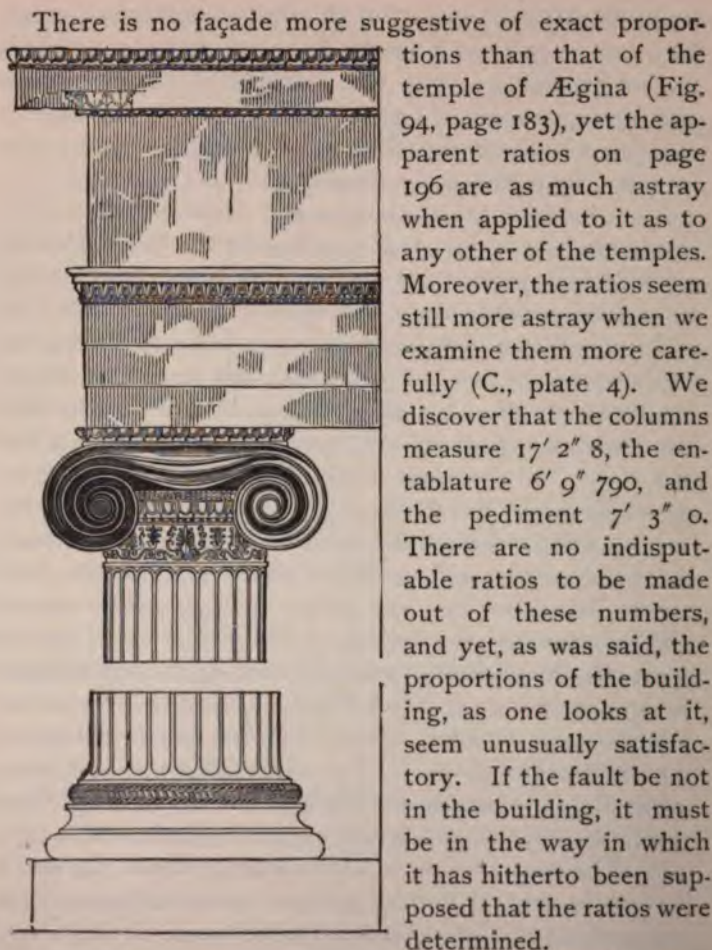 There is no façade more suggestive of exact propor-
tions than that of the
temple of Ægina (Fig.
94, page 183), yet the ap-
parent ratios on page
196 are as much astray
when applied to it as to
any other of the temples.
Moreover, the ratios seem
still more astray when we
examine them more care-
fully (C., plate 4). We
discover that the columns
measure 17′ 2″ 8, the en-
tablature 6′ 9″ 790, and
the pediment 7′ 3″ 0.
There are no indisput-
able ratios to be made
out of these numbers,
and yet, as was said, the
proportions of the build-
ing, as one looks at it,
seem unusually satisfac-
tory. If the fault be not
in the building, it must
be in the way in which
it has hitherto been sup-
posed that the ratios were
determined.